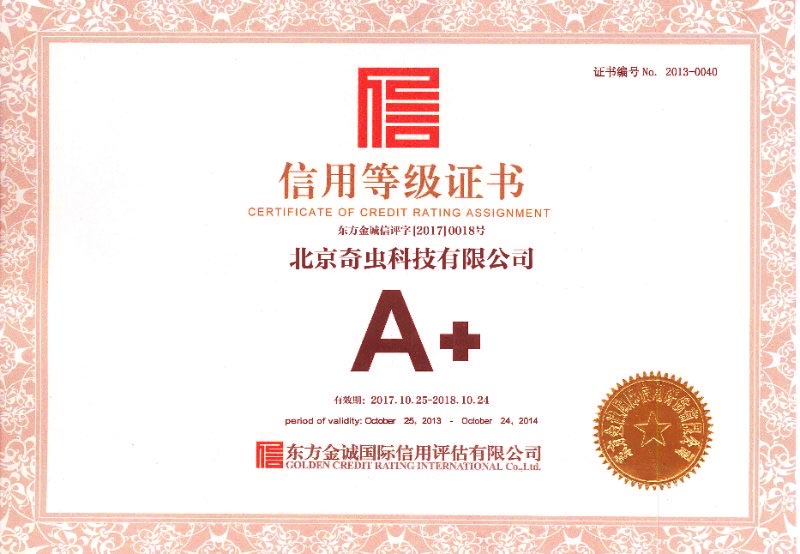 证书编号 No. 2013-0040
信用等级证书
CERTIFICATE OF CREDIT RATING ASSIGNMENT
东方金诚信评字[2017]0018号
北京奇虫科技有限公司
A+
有效期：2017.10.25-2018.10.24
period of validity: October 25, 2013 - October 24, 2014
信 东方金诚国际信用评估有限公司
GOLDEN CREDIT RATING INTERNATIONAL Co.,Ltd.